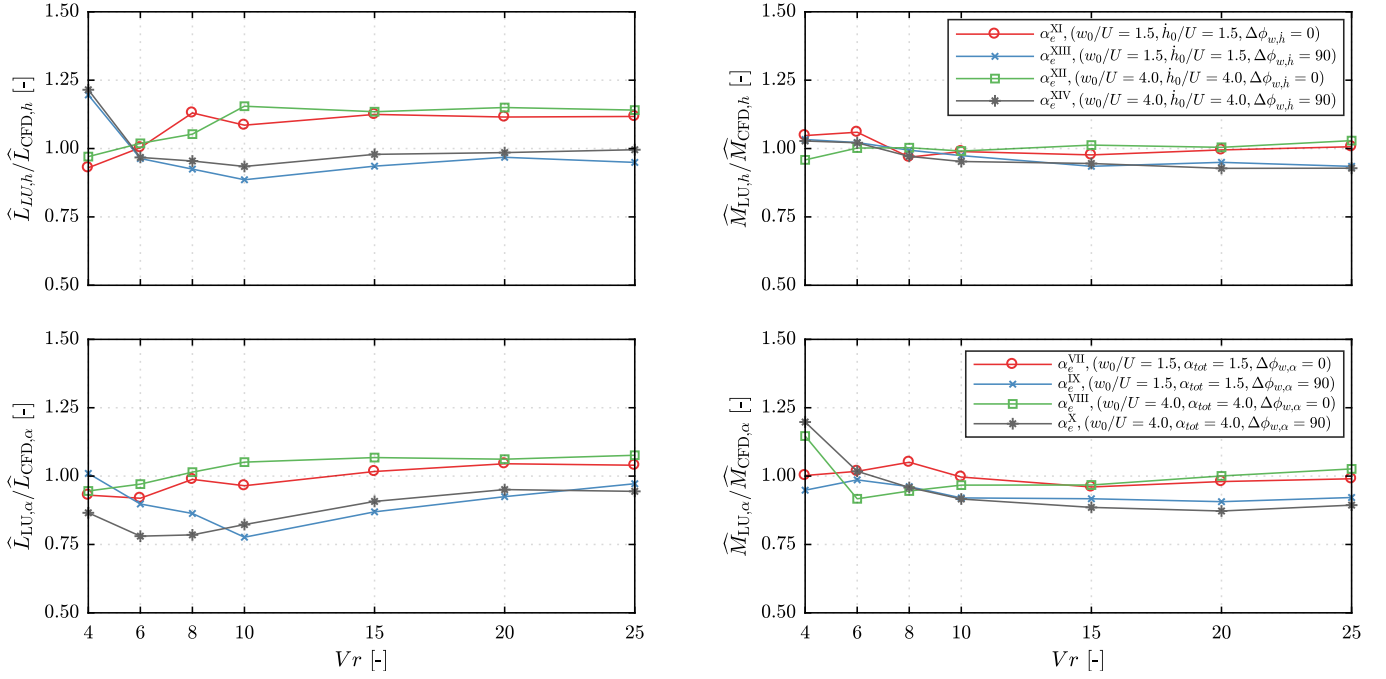 1.50
1.25
1.00
0.75
0.50
L̂_{LU,h}/L̂_{CFD,h} [-]
1.50
1.25
1.00
0.75
0.50
M̂_{LU,h}/M̂_{CFD,h} [-]
α_e^{XI}, (w_0/U = 1.5, ḣ_0/U = 1.5, Δϕ_{w,ḣ} = 0)
α_e^{XIII}, (w_0/U = 1.5, ḣ_0/U = 1.5, Δϕ_{w,ḣ} = 90)
α_e^{XII}, (w_0/U = 4.0, ḣ_0/U = 4.0, Δϕ_{w,ḣ} = 0)
α_e^{XIV}, (w_0/U = 4.0, ḣ_0/U = 4.0, Δϕ_{w,ḣ} = 90)
1.50
1.25
1.00
0.75
0.50
L̂_{LU,α}/L̂_{CFD,α} [-]
4 6 8 10 15 20 25
Vr [-]
1.50
1.25
1.00
0.75
0.50
M̂_{LU,α}/M̂_{CFD,α} [-]
α_e^{VII}, (w_0/U = 1.5, α_{tot} = 1.5, Δϕ_{w,α} = 0)
α_e^{IX}, (w_0/U = 1.5, α_{tot} = 1.5, Δϕ_{w,α} = 90)
α_e^{VIII}, (w_0/U = 4.0, α_{tot} = 4.0, Δϕ_{w,α} = 0)
α_e^{X}, (w_0/U = 4.0, α_{tot} = 4.0, Δϕ_{w,α} = 90)
4 6 8 10 15 20 25
Vr [-]